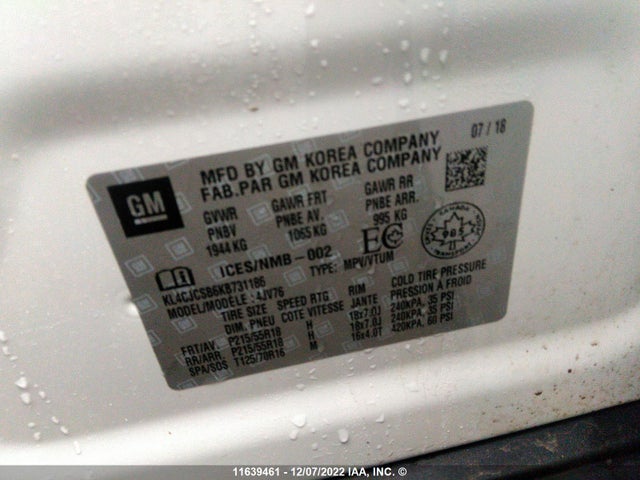 07 / 18
MFD BY GM KOREA COMPANY
FAB.PAR GM KOREA COMPANY
GM
GVWR GAWR FRT GAWR RR
PNBV PNBE AV. PNBE ARR.
1944 KG 1065 KG 995 KG
ICES/NMB-002 EC CANADA
TYPE: MPV/VTUM
KL4CJCSB6KB731186
MODEL/MODÈLE: 4JV76
TIRE SIZE SPEED RTG RIM COLD TIRE PRESSURE
DIM. PNEU COTE VITESSE JANTE PRESSION À FROID
FRT/AV. P215/55R18 H 18x7.0J 240KPA, 35 PSI
RR/ARR. P215/55R18 H 18x7.0J 240KPA, 35 PSI
SPA/SOS T125/70R16 M 16x4.0T 420KPA, 60 PSI
11639461 - 12/07/2022 IAA, INC. ©